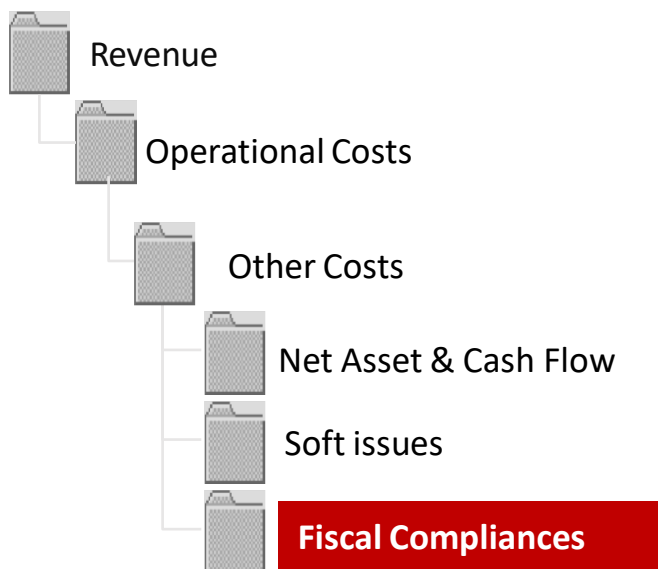 Revenue
Operational Costs
Other Costs
Net Asset & Cash Flow
Soft issues
Fiscal Compliances